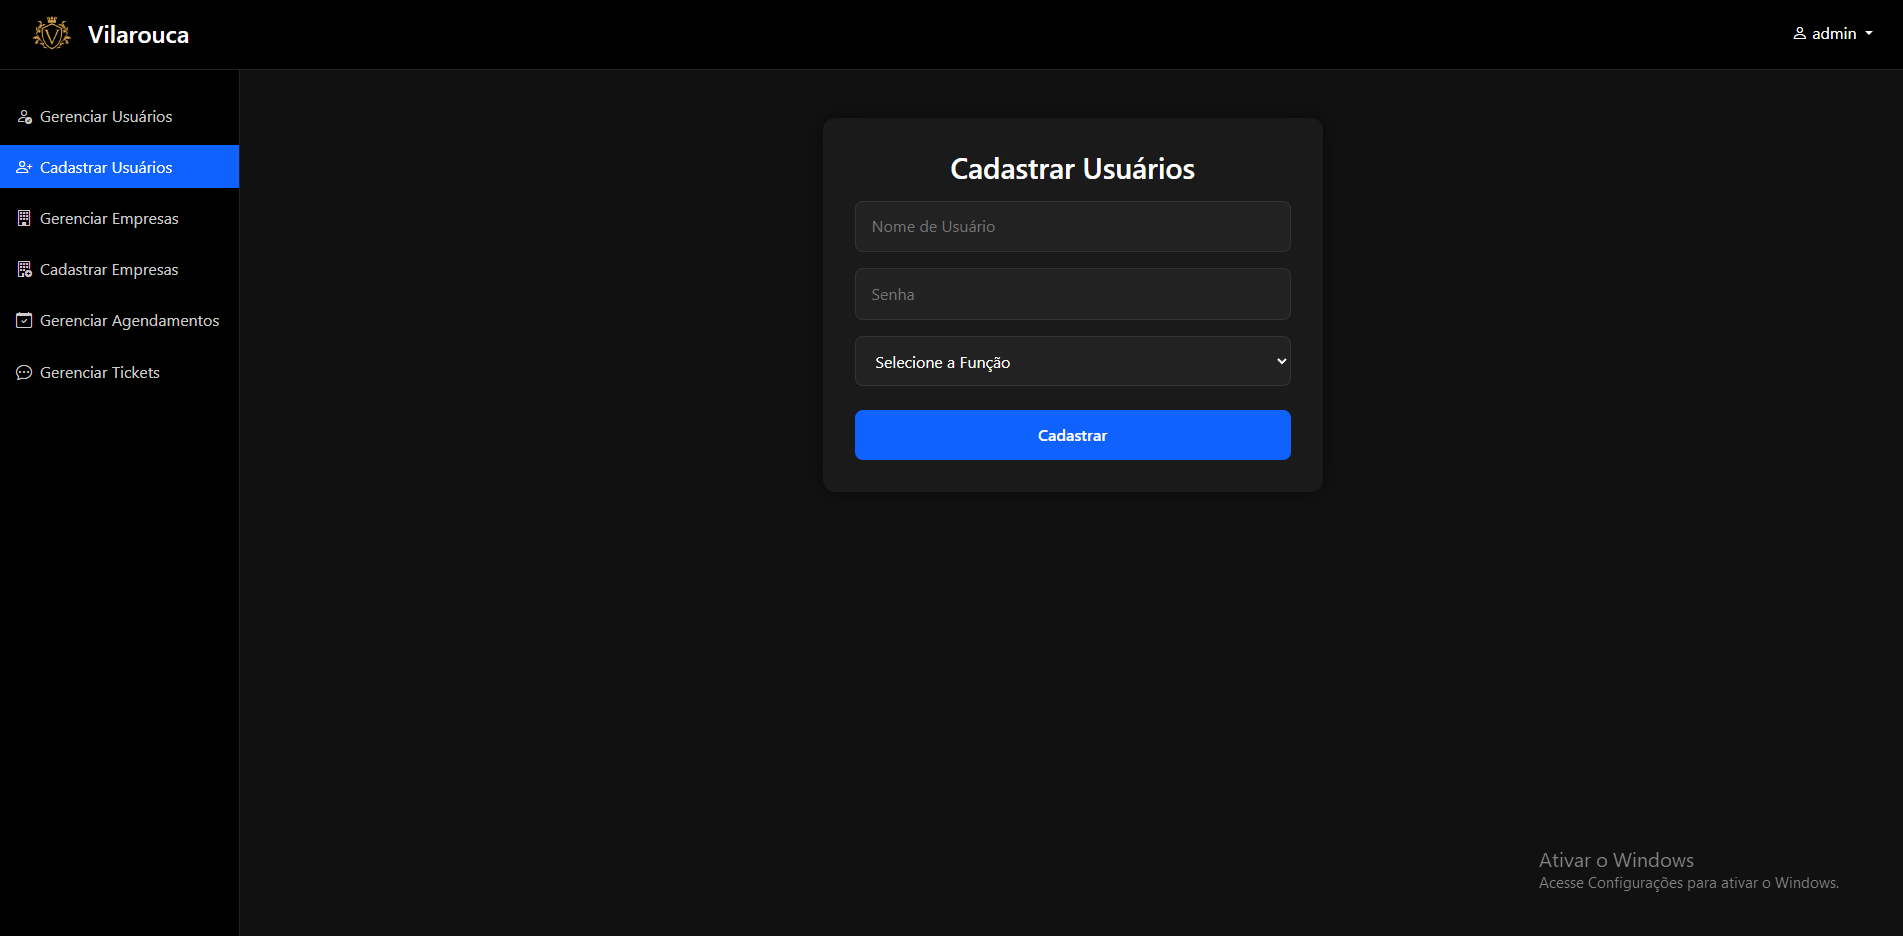 Vilarouca
admin
Gerenciar Usuários
Cadastrar Usuários
Gerenciar Empresas
Cadastrar Empresas
Gerenciar Agendamentos
Gerenciar Tickets
Cadastrar Usuários
Nome de Usuário
Senha
Selecione a Função
Cadastrar
Ativar o Windows
Acesse Configurações para ativar o Windows.